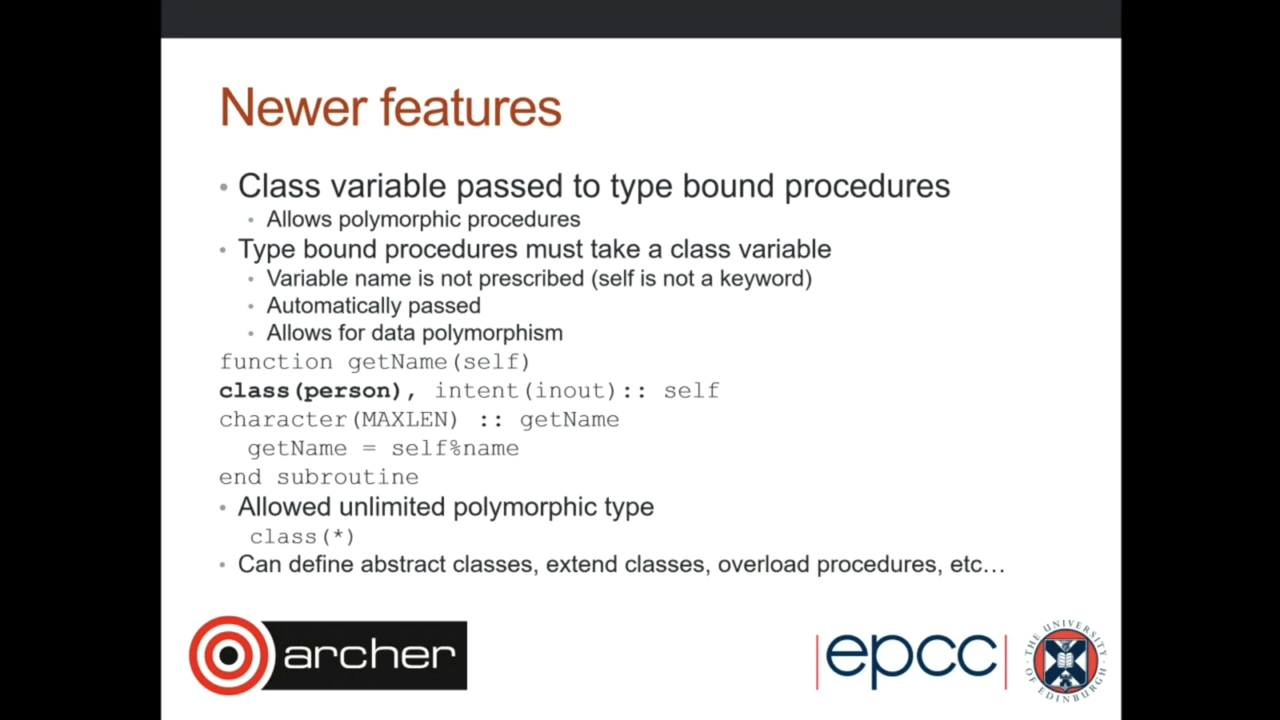 Newer features
• Class variable passed to type bound procedures
• Allows polymorphic procedures
• Type bound procedures must take a class variable
• Variable name is not prescribed (self is not a keyword)
• Automatically passed
• Allows for data polymorphism
function getName(self)
class(person), intent(inout):: self
character(MAXLEN) :: getName
getName = self%name
end subroutine
• Allowed unlimited polymorphic type
class(*)
• Can define abstract classes, extend classes, overload procedures, etc…
archer
epcc
THE UNIVERSITY OF EDINBURGH